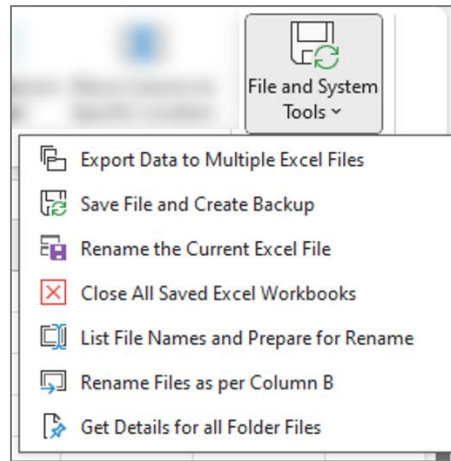 File and System
Tools
Export Data to Multiple Excel Files
Save File and Create Backup
Rename the Current Excel File
Close All Saved Excel Workbooks
List File Names and Prepare for Rename
Rename Files as per Column B
Get Details for all Folder Files